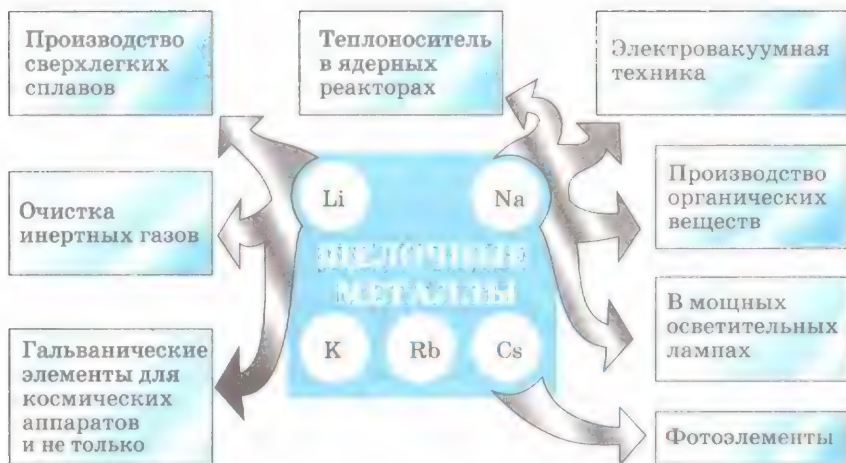 Производство
сверхлегких
сплавов
Теплоноситель
в ядерных
реакторах
Электровакуумная
техника
Очистка
инертных газов
Li
Na
Производство
органических
веществ
ЩЕЛОЧНЫЕ
МЕТАЛЛЫ
В мощных
осветительных
лампах
K
Rb
Cs
Гальванические
элементы для
космических
аппаратов
и не только
Фотоэлементы